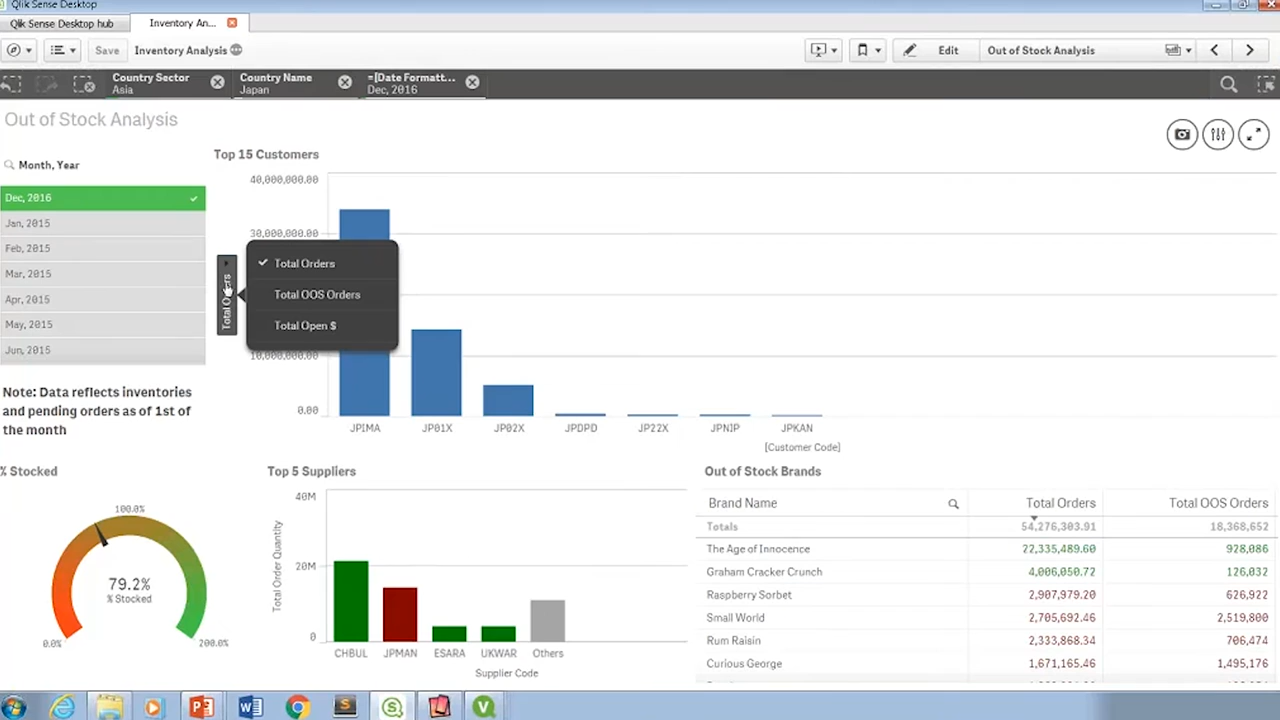 Qlik Sense Desktop
Qlik Sense Desktop hub
Inventory An...
Save
Inventory Analysis
Edit
Out of Stock Analysis
Country Sector
Asia
Country Name
Japan
=[Date Formatt...
Dec, 2016
Out of Stock Analysis
Month, Year
Dec, 2016
Jan, 2015
Feb, 2015
Mar, 2015
Apr, 2015
May, 2015
Jun, 2015
Note: Data reflects inventories
and pending orders as of 1st of
the month
Top 15 Customers
40,000,000.00
30,000,000.00
10,000,000.00
0.00
Total Orders
Total Orders
Total OOS Orders
Total Open $
JPIMA
JP01X
JP02X
JPDPD
JP22X
JPNIP
JPKAN
[Customer Code]
% Stocked
100.0%
79.2%
% Stocked
0.0%
200.0%
Top 5 Suppliers
Total Order Quantity
40M
20M
0
CHBUL
JPMAN
ESARA
UKWAR
Others
Supplier Code
Out of Stock Brands
Brand Name Total Orders Total OOS Orders
Totals 54,276,303.91 18,368,652
The Age of Innocence 22,335,489.60 928,086
Graham Cracker Crunch 4,006,050.72 126,032
Raspberry Sorbet 2,907,979.20 626,922
Small World 2,705,692.46 2,519,800
Rum Raisin 2,333,868.34 706,474
Curious George 1,671,165.46 1,495,176